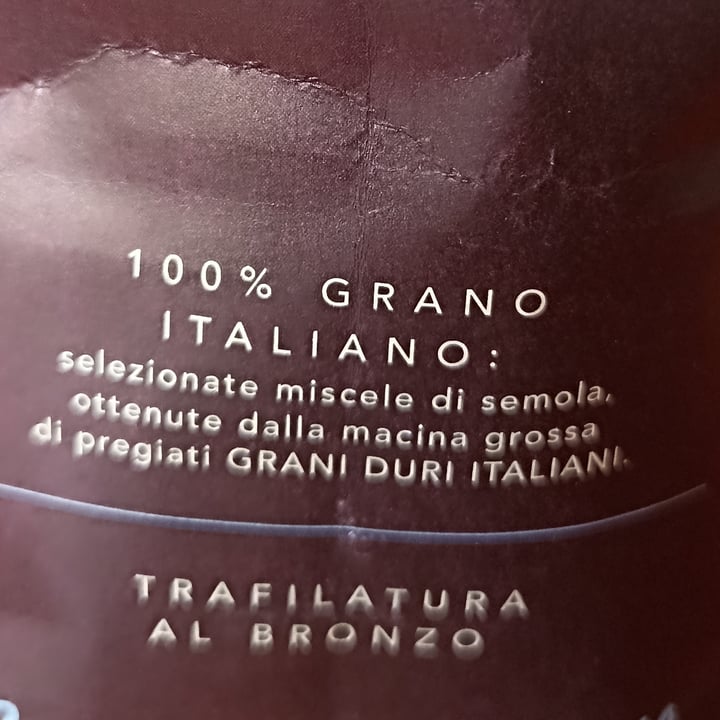 100% GRANO
ITALIANO:
selezionate miscele di semola,
ottenute dalla macina grossa
di pregiati GRANI DURI ITALIANI.
TRAFILATURA
AL BRONZO